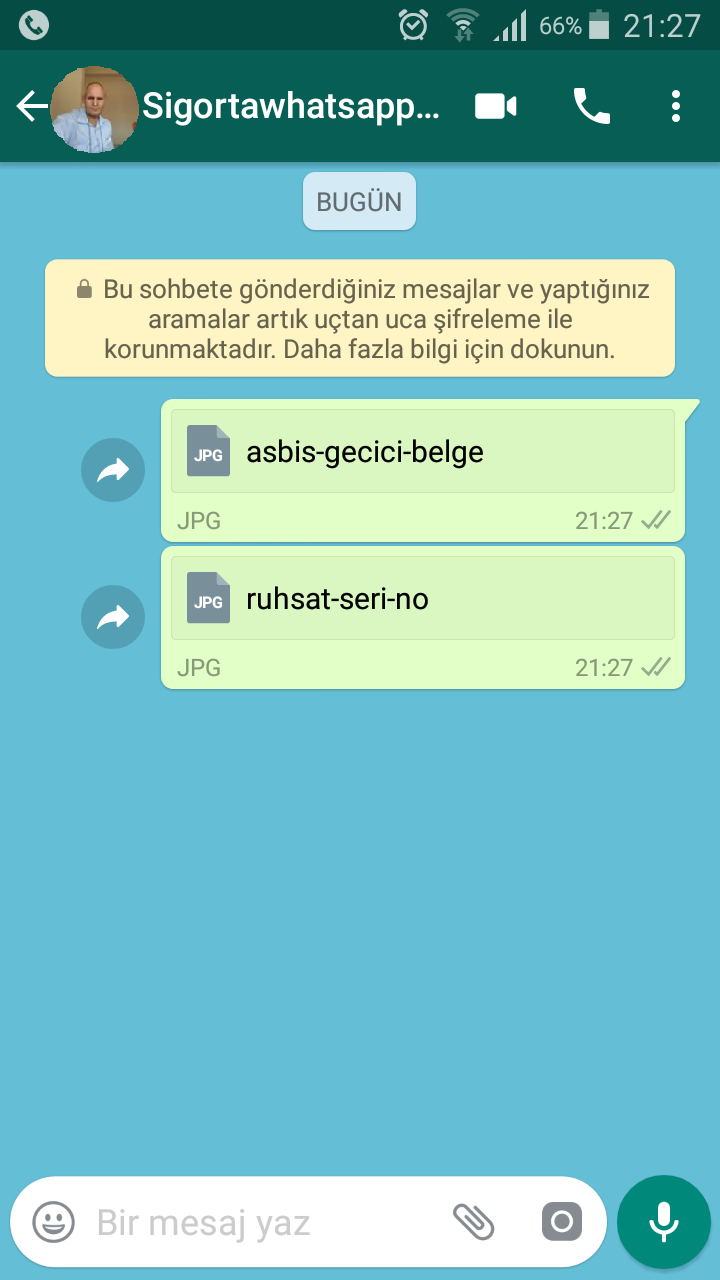 66% 21:27
Sigortawhatsapp...
BUGÜN
Bu sohbete gönderdiğiniz mesajlar ve yaptığınız
aramalar artık uçtan uca şifreleme ile
korunmaktadır. Daha fazla bilgi için dokunun.
JPG asbis-gecici-belge
JPG 21:27
JPG ruhsat-seri-no
JPG 21:27
Bir mesaj yaz